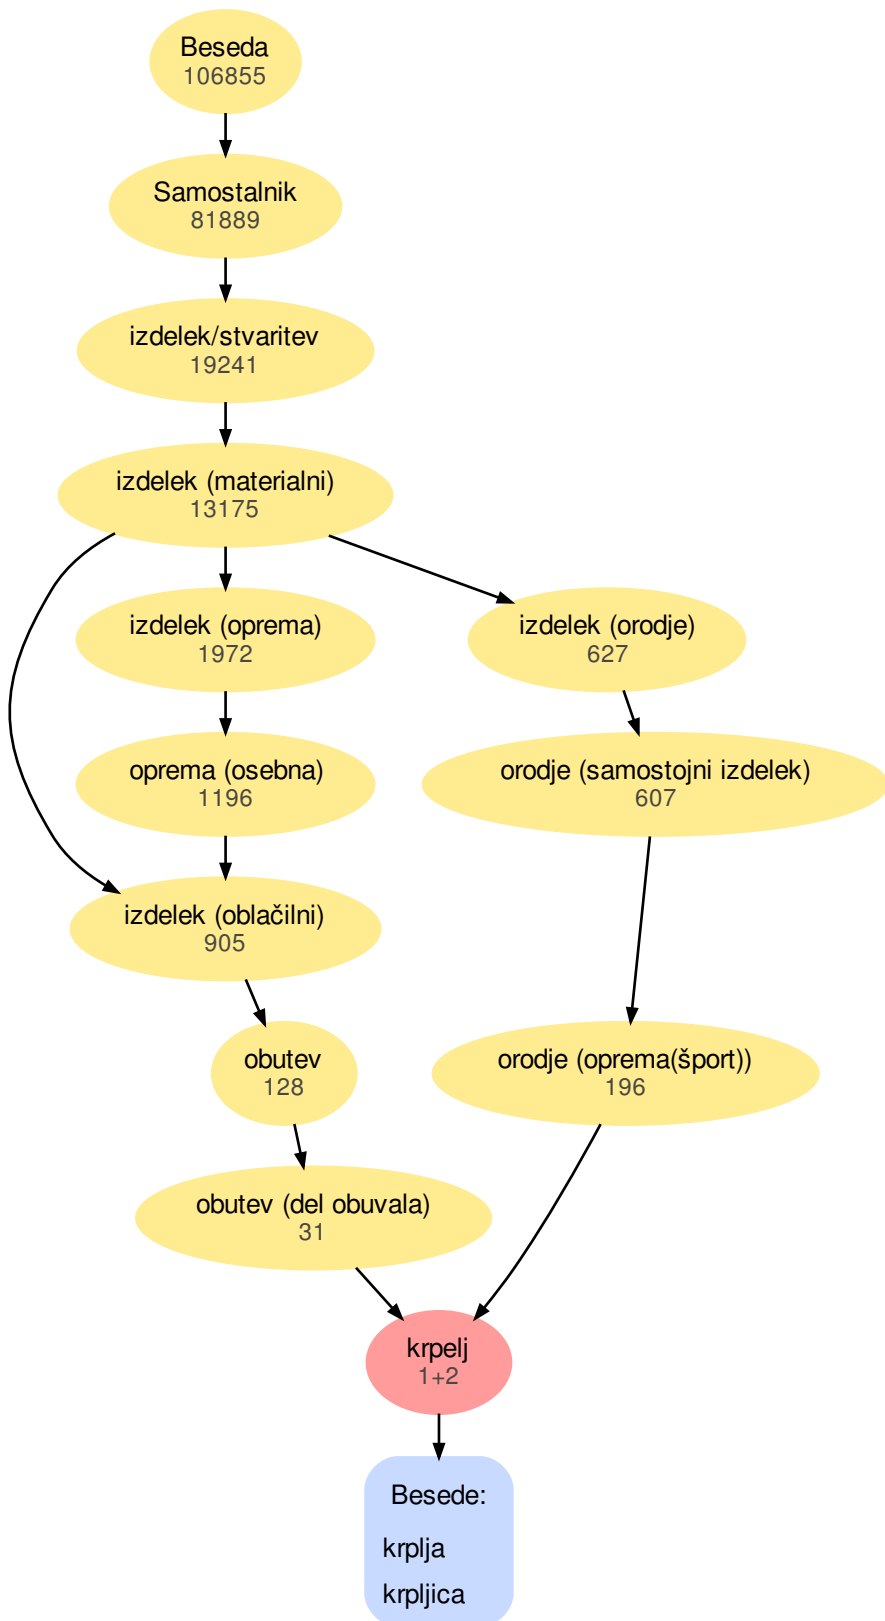 Beseda
106855
Samostalnik
81889
izdelek/stvaritev
19241
izdelek (materialni)
13175
izdelek (oprema)
1972
izdelek (orodje)
627
oprema (osebna)
1196
orodje (samostojni izdelek)
607
izdelek (oblačilni)
905
obutev
128
orodje (oprema(šport))
196
obutev (del obuvala)
31
krpelj
1+2
Besede:
krplja
krpljica